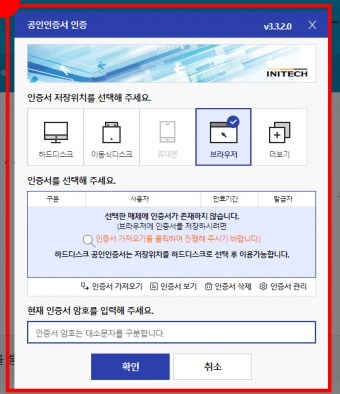 공인인증서 인증 v3.3.2.0
INITECH
인증서 저장위치를 선택해 주세요.
하드디스크 이동식디스크 휴대폰 브라우저 더보기
인증서를 선택해 주세요.
구분 사용자 만료기간 발급자
선택한 매체에 인증서가 존재하지 않습니다.
(브라우저에 인증서를 저장하시려면
인증서 가져오기를 클릭하여 진행해 주시기 바랍니다)
하드디스크 공인인증서는 저장위치를 하드디스크로 선택 후 이용가능합니다.
인증서 가져오기 인증서 보기 인증서 삭제 인증서 관리
현재 인증서 암호를 입력해 주세요.
인증서 암호는 대소문자를 구분합니다.
확인 취소